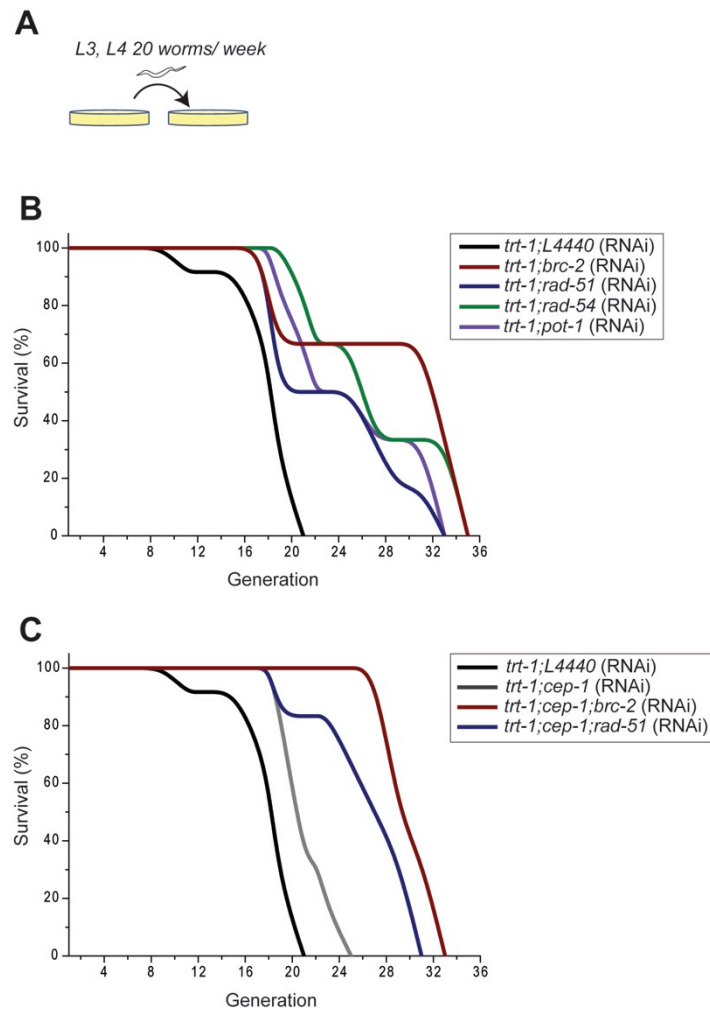 A
L3, L4 20 worms/ week
B
100
80
60
40
20
0
Survival (%)
4 8 12 16 20 24 28 32 36
Generation
trt-1;L4440 (RNAi)
trt-1;brc-2 (RNAi)
trt-1;rad-51 (RNAi)
trt-1;rad-54 (RNAi)
trt-1;pot-1 (RNAi)
C
100
80
60
40
20
0
Survival (%)
4 8 12 16 20 24 28 32 36
Generation
trt-1;L4440 (RNAi)
trt-1;cep-1 (RNAi)
trt-1;cep-1;brc-2 (RNAi)
trt-1;cep-1;rad-51 (RNAi)